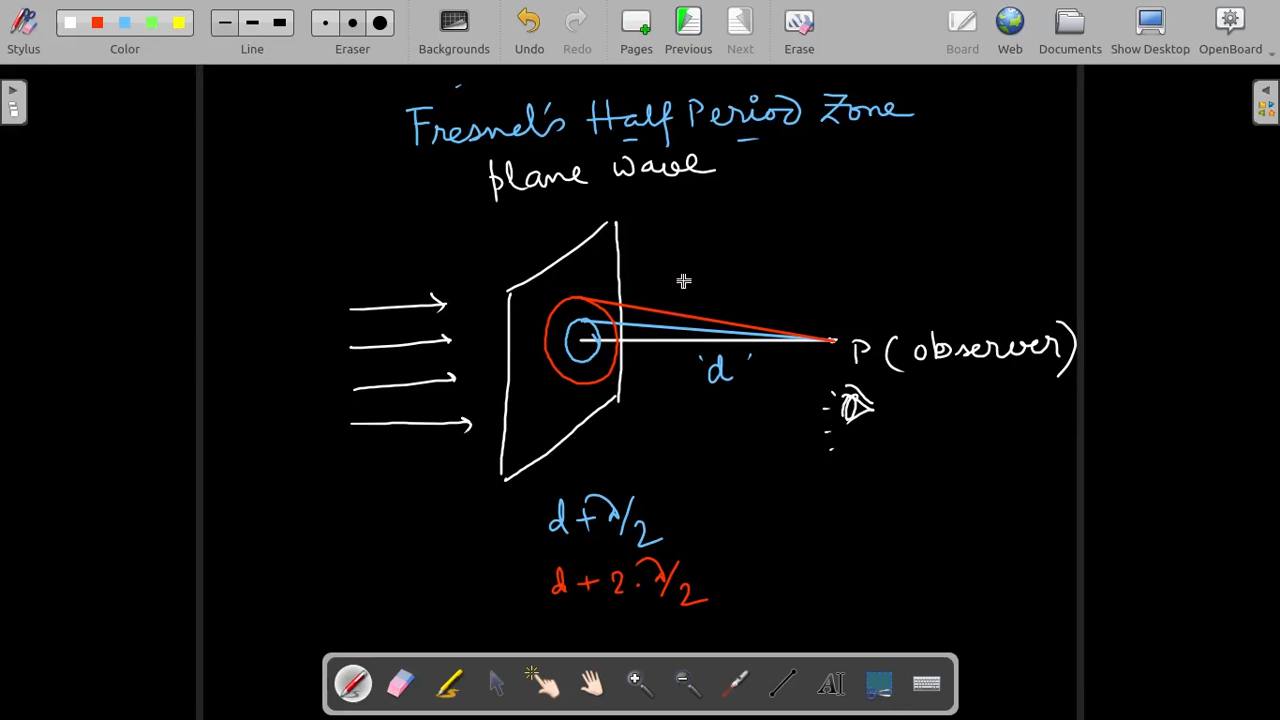 Stylus
Color
Line
Eraser
Backgrounds
Undo
Redo
Pages
Previous
Next
Erase
Board
Web
Documents
Show Desktop
OpenBoard
Fresnel's Half Period Zone
plane wave
P (observer)
'd'
d + λ/2
d + 2 · λ/2
AI